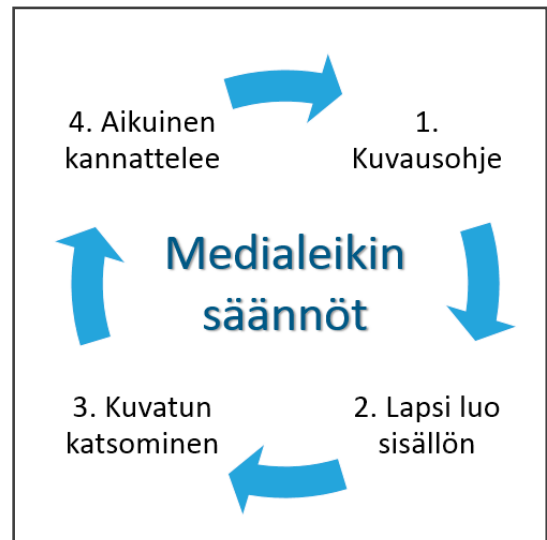 4. Aikuinen
kannattelee
1.
Kuvausohje
Medialeikin
säännöt
3. Kuvatun
katsominen
2. Lapsi luo
sisällön